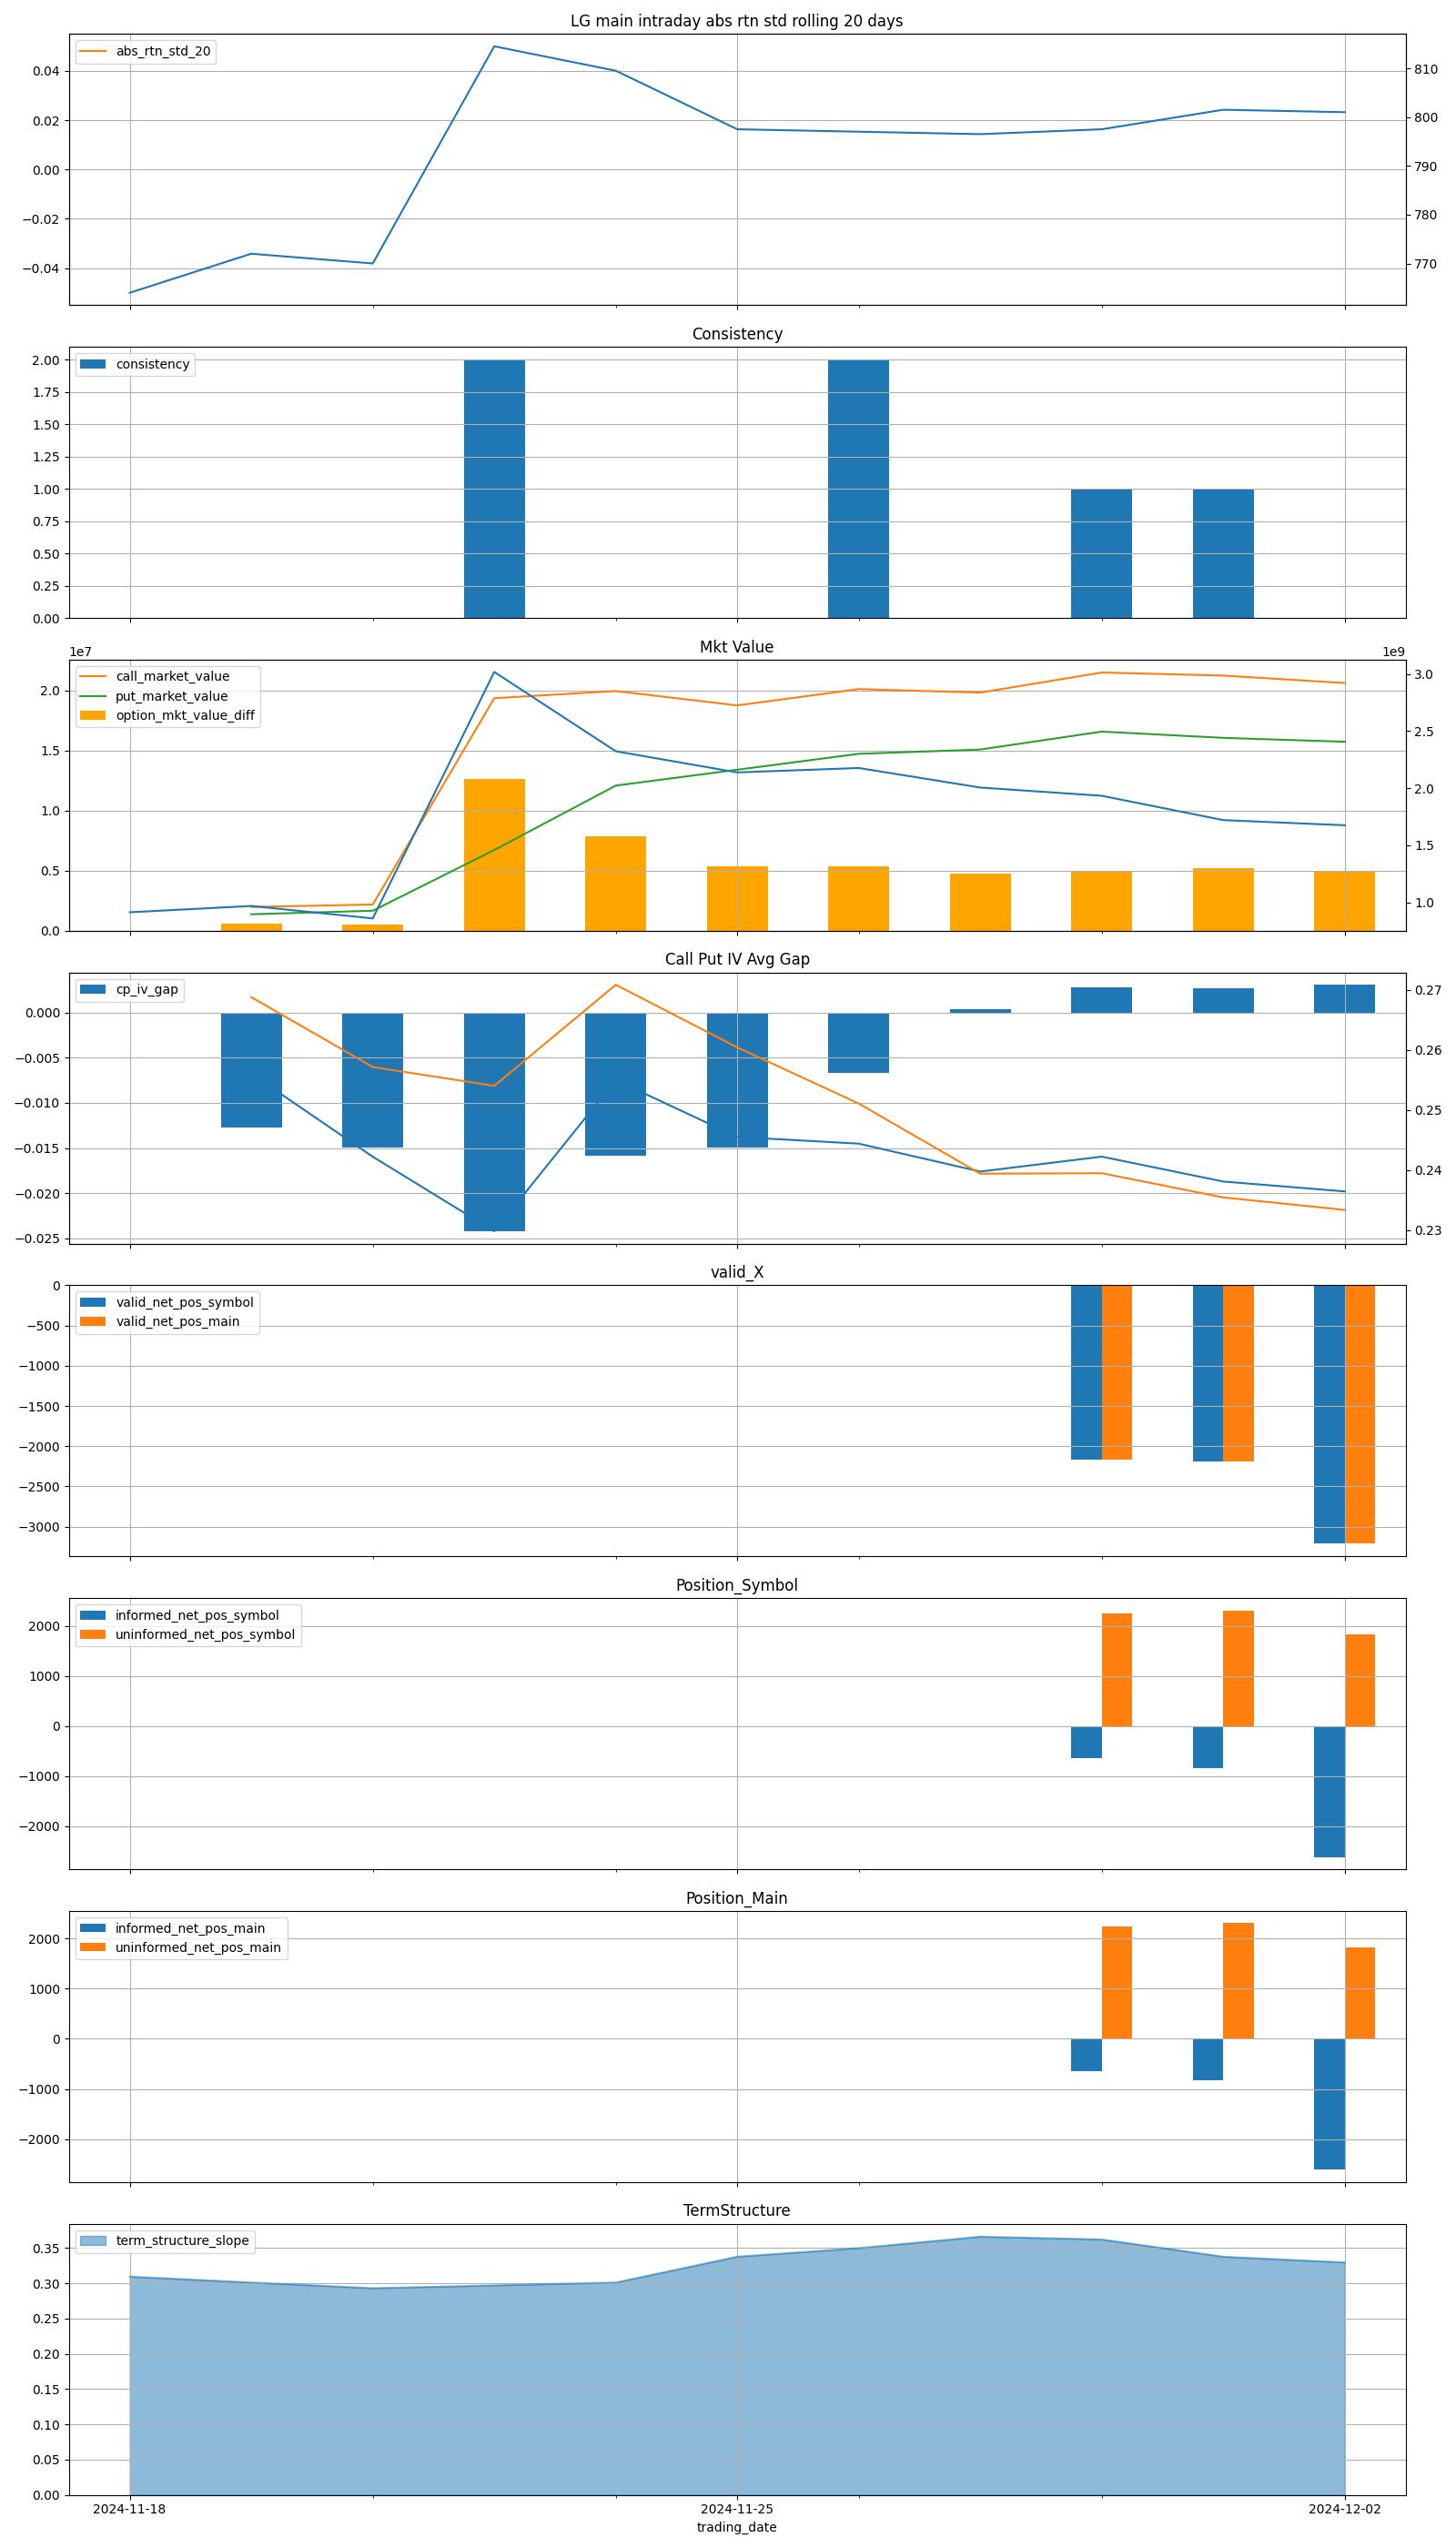 LG main intraday abs rtn std rolling 20 days
abs_rtn_std_20
0.04
0.02
0.00
−0.02
−0.04
810
800
790
780
770
Consistency
consistency
2.00
1.75
1.50
1.25
1.00
0.75
0.50
0.25
0.00
Mkt Value
1e7
1e9
call_market_value
put_market_value
option_mkt_value_diff
2.0
1.5
1.0
0.5
0.0
3.0
2.5
2.0
1.5
1.0
Call Put IV Avg Gap
cp_iv_gap
0.000
−0.005
−0.010
−0.015
−0.020
−0.025
0.27
0.26
0.25
0.24
0.23
valid_X
valid_net_pos_symbol
valid_net_pos_main
0
−500
−1000
−1500
−2000
−2500
−3000
Position_Symbol
informed_net_pos_symbol
uninformed_net_pos_symbol
2000
1000
0
−1000
−2000
Position_Main
informed_net_pos_main
uninformed_net_pos_main
2000
1000
0
−1000
−2000
TermStructure
term_structure_slope
0.35
0.30
0.25
0.20
0.15
0.10
0.05
0.00
2024-11-18
2024-11-25
2024-12-02
trading_date